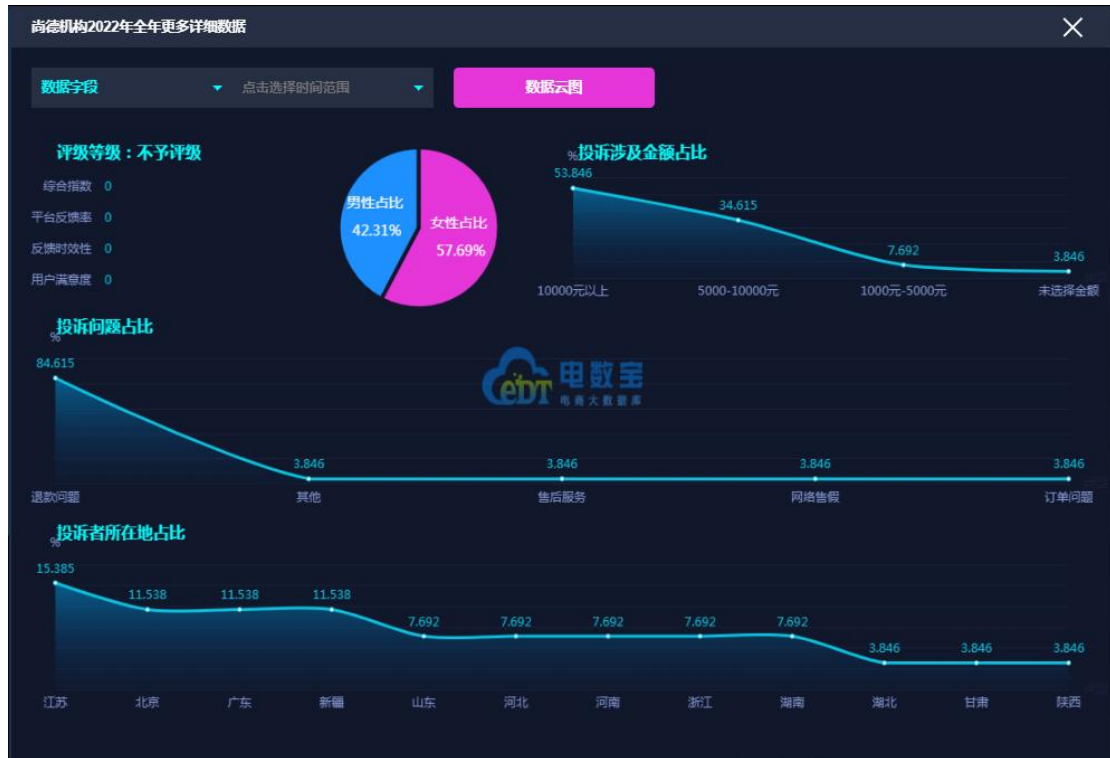 尚德机构2022年全年更多详细数据
数据字段
点击选择时间范围
数据云图
评级等级：不予评级
综合指数 0
平台反馈率 0
反馈时效性 0
用户满意度 0
男性占比
42.31%
女性占比
57.69%
投诉涉及金额占比
%
53.846
34.615
7.692
3.846
10000元以上
5000-10000元
1000元-5000元
未选择金额
投诉问题占比
%
84.615
3.846
3.846
3.846
3.846
退款问题
其他
售后服务
网络售假
订单问题
eDT 电数宝
电商大数据库
投诉者所在地占比
%
15.385
11.538
11.538
11.538
7.692
7.692
7.692
7.692
7.692
3.846
3.846
3.846
江苏
北京
广东
新疆
山东
河北
河南
浙江
湖南
湖北
甘肃
陕西